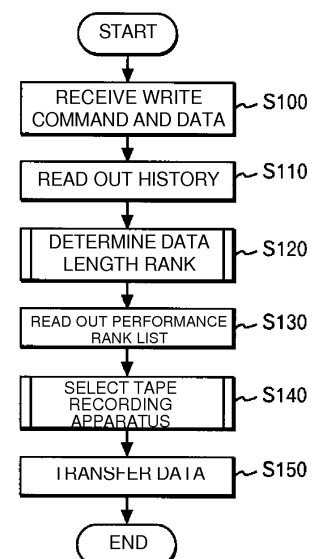 START
RECEIVE WRITE
COMMAND AND DATA
S100
READ OUT HISTORY
S110
DETERMINE DATA
LENGTH RANK
S120
READ OUT PERFORMANCE
RANK LIST
S130
SELECT TAPE
RECORDING
APPARATUS
S140
TRANSFER DATA
S150
END